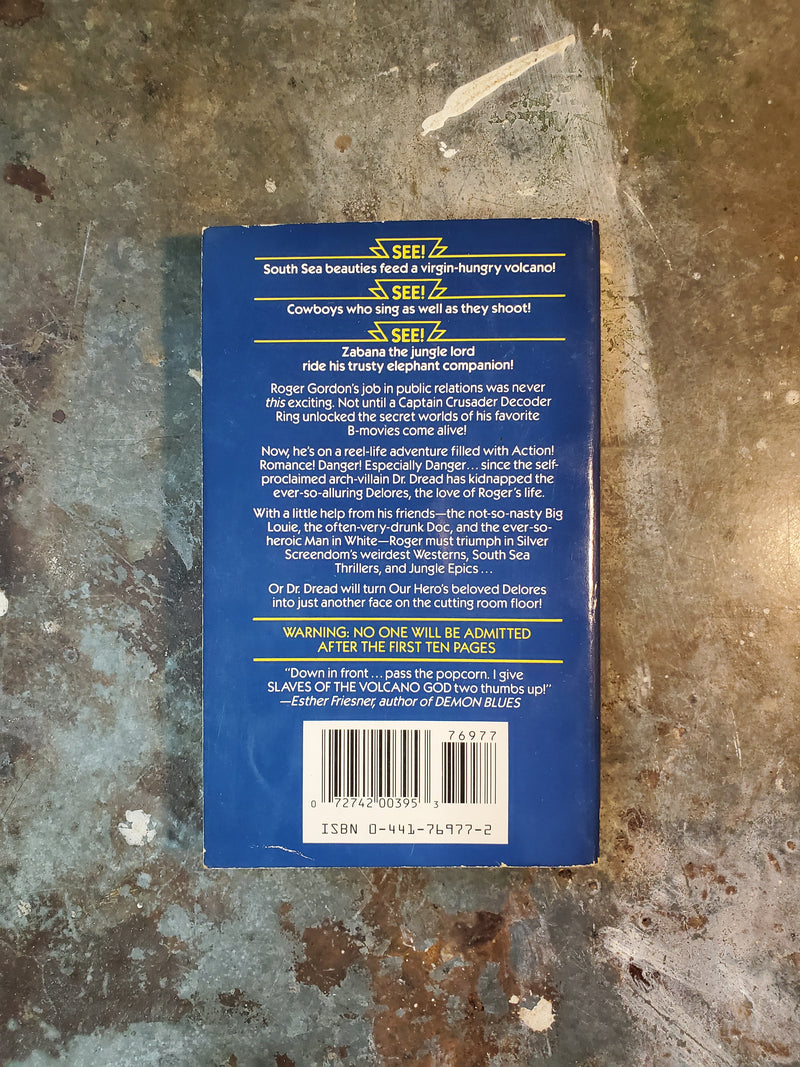 SEE!
South Sea beauties feed a virgin-hungry volcano!
SEE!
Cowboys who sing as well as they shoot!
SEE!
Zabana the jungle lord
ride his trusty elephant companion!
Roger Gordon's job in public relations was never
this exciting. Not until a Captain Crusader Decoder
Ring unlocked the secret worlds of his favorite
B-movies come alive!
Now, he's on a reel-life adventure filled with Action!
Romance! Danger! Especially Danger... since the self-
proclaimed arch-villain Dr. Dread has kidnapped the
ever-so-alluring Delores, the love of Roger's life.
With a little help from his friends—the not-so-nasty Big
Louie, the often-very-drunk Doc, and the ever-so-
heroic Man in White—Roger must triumph in Silver
Screendom's weirdest Westerns, South Sea
Thrillers, and Jungle Epics...
Or Dr. Dread will turn Our Hero's beloved Delores
into just another face on the cutting room floor!
WARNING: NO ONE WILL BE ADMITTED
AFTER THE FIRST TEN PAGES
"Down in front... pass the popcorn. I give
SLAVES OF THE VOLCANO GOD two thumbs up!"
—Esther Friesner, author of DEMON BLUES
76977
0 72742 00395 3
ISBN 0-441-76977-2